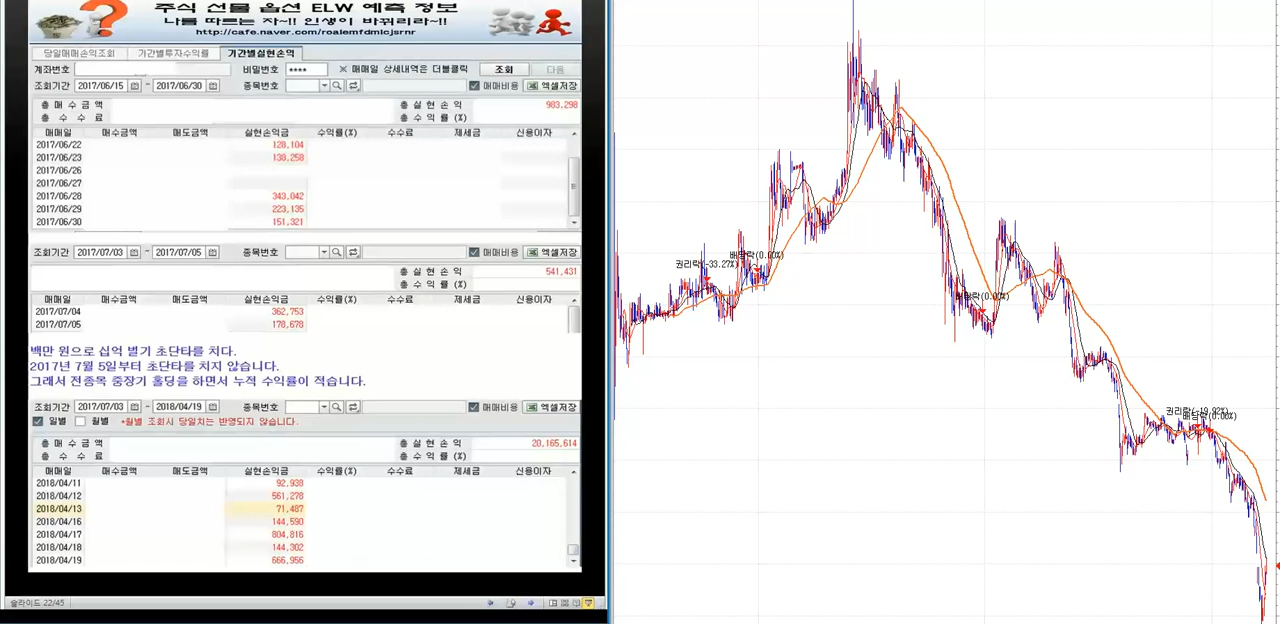 주식 선물 옵션 ELW 예측 정보
나를 따르는 자~!! 인생이 바뀌리라~!!
http://cafe.naver.com/roalemfdmlcjsrnr
당일매매손익조회 기간별투자수익률 기간별실현손익
계좌번호 비밀번호 **** × 매매일 상세내역은 더블클릭 조회 다음
조회기간 2017/06/15 - 2017/06/30 종목번호 매매비용 엑셀저장
총 매 수 금 액 총 실 현 손 익 983,298
총 수 수 료 총 수 익 률 (%)
매매일 매수금액 매도금액 실현손익금 수익률(%) 수수료 제세금 신용이자
2017/06/22 128,104
2017/06/23 138,258
2017/06/26
2017/06/27
2017/06/28 343,042
2017/06/29 223,135
2017/06/30 151,321
조회기간 2017/07/03 - 2017/07/05 종목번호 매매비용 엑셀저장
총 실 현 손 익 541,431
총 수 익 률 (%)
매매일 매수금액 매도금액 실현손익금 수익률(%) 수수료 제세금 신용이자
2017/07/04 362,753
2017/07/05 178,678
백만 원으로 십억 벌기 초단타를 치다.
2017년 7월 5일부터 초단타를 치지 않습니다.
그래서 전종목 중장기 홀딩을 하면서 누적 수익률이 적습니다.
조회기간 2017/07/03 - 2018/04/19 종목번호 매매비용 엑셀저장
일별 월별 *월별 조회시 당일치는 반영되지 않습니다.
총 매 수 금 액 총 실 현 손 익 20,165,614
총 수 수 료 총 수 익 률 (%)
매매일 매수금액 매도금액 실현손익금 수익률(%) 수수료 제세금 신용이자
2018/04/11 92,938
2018/04/12 561,278
2018/04/13 71,487
2018/04/16 144,590
2018/04/17 804,816
2018/04/18 144,302
2018/04/19 666,956
슬라이드 22/45
배당락(0.00%)
권리락(-33.27%)
배당락(0.00%)
권리락(-19.92%)
배당락(0.00%)